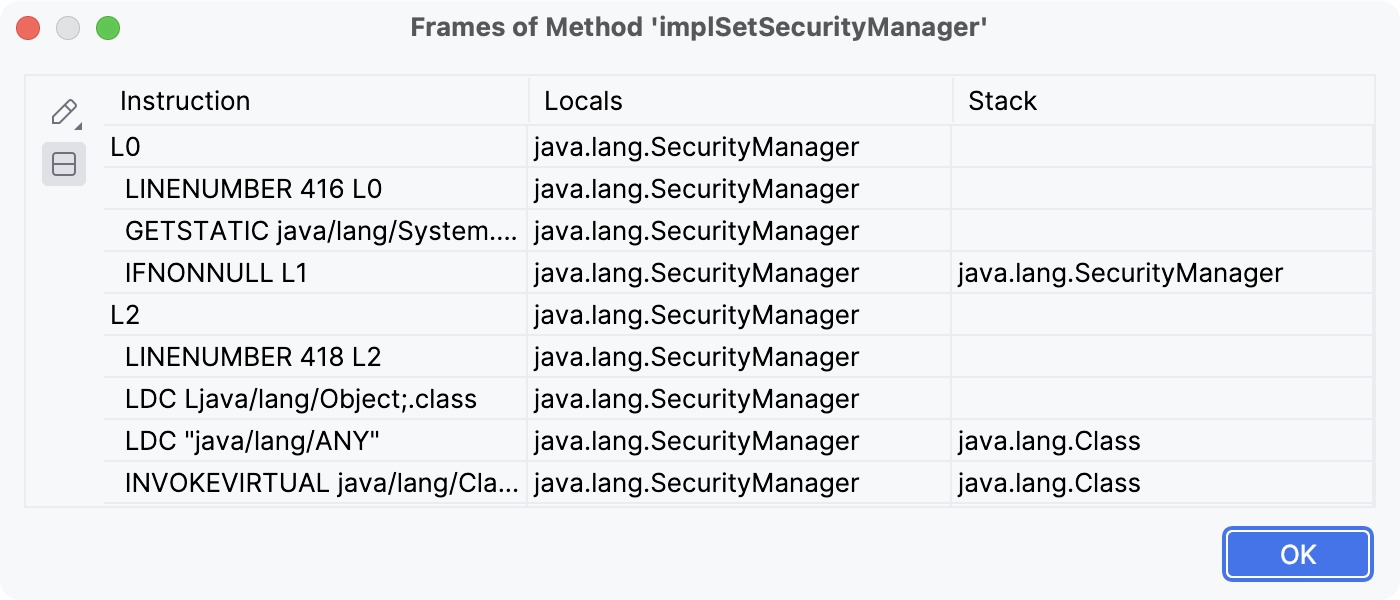 Frames of Method 'implSetSecurityManager'
Instruction Locals Stack
L0 java.lang.SecurityManager
LINENUMBER 416 L0 java.lang.SecurityManager
GETSTATIC java/lang/System.... java.lang.SecurityManager
IFNONNULL L1 java.lang.SecurityManager java.lang.SecurityManager
L2 java.lang.SecurityManager
LINENUMBER 418 L2 java.lang.SecurityManager
LDC Ljava/lang/Object;.class java.lang.SecurityManager
LDC "java/lang/ANY" java.lang.SecurityManager java.lang.Class
INVOKEVIRTUAL java/lang/Cla... java.lang.SecurityManager java.lang.Class
OK